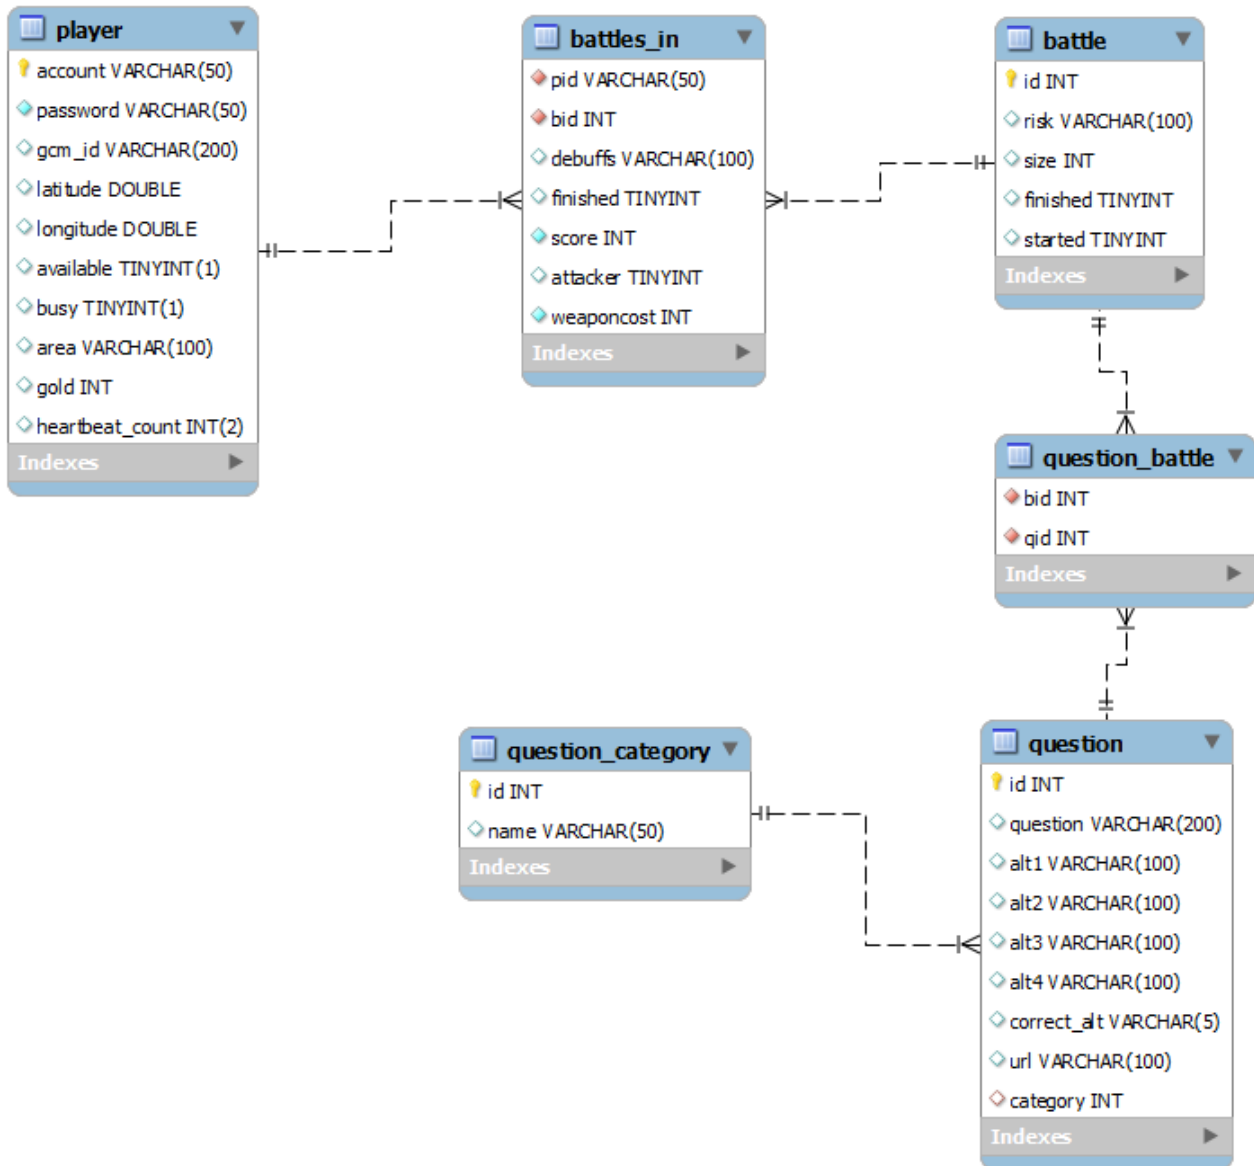 player
account VARCHAR(50)
password VARCHAR(50)
gcm_id VARCHAR(200)
latitude DOUBLE
longitude DOUBLE
available TINYINT(1)
busy TINYINT(1)
area VARCHAR(100)
gold INT
heartbeat_count INT(2)
Indexes
battles_in
pid VARCHAR(50)
bid INT
debuffs VARCHAR(100)
finished TINYINT
score INT
attacker TINYINT
weaponcost INT
Indexes
battle
id INT
risk VARCHAR(100)
size INT
finished TINYINT
started TINYINT
Indexes
question_battle
bid INT
qid INT
Indexes
question_category
id INT
name VARCHAR(50)
Indexes
question
id INT
question VARCHAR(200)
alt1 VARCHAR(100)
alt2 VARCHAR(100)
alt3 VARCHAR(100)
alt4 VARCHAR(100)
correct_alt VARCHAR(5)
url VARCHAR(100)
category INT
Indexes